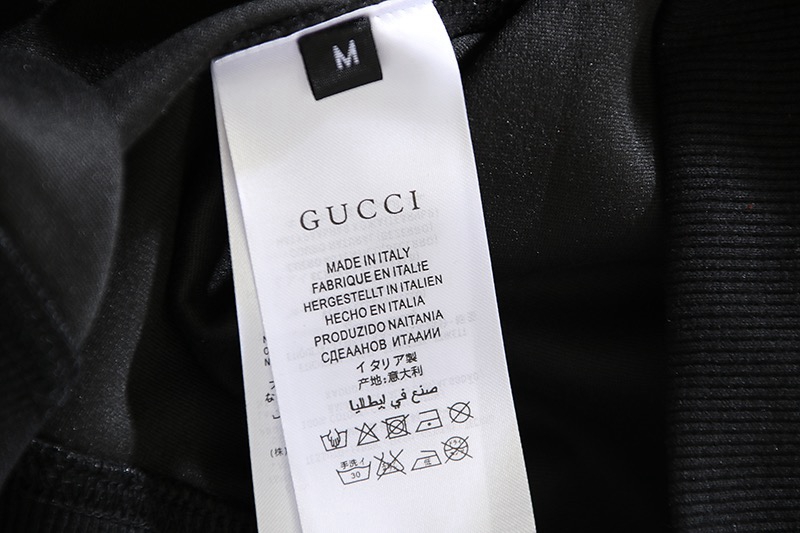 M
GUCCI
MADE IN ITALY
FABRIQUE EN ITALIE
HERGESTELLT IN ITALIEN
HECHO EN ITALIA
PRODUZIDO NAITANIA
СДЕААНОВ ИТААИИ
イタリア製
产地:意大利
صنع في ليطاليا
手洗イ
30